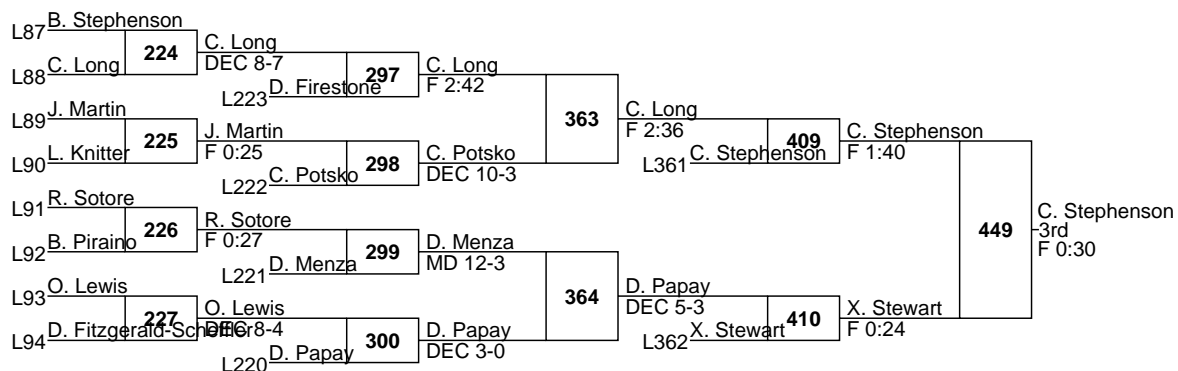 L87 B. Stephenson
224
L88 C. Long
C. Long
DEC 8-7
297
L223 D. Firestone
C. Long
F 2:42
L89 J. Martin
225
L90 L. Knitter
J. Martin
F 0:25
298
L222 C. Potsko
C. Potsko
DEC 10-3
363
C. Long
F 2:36
409
L361 C. Stephenson
C. Stephenson
F 1:40
L91 R. Sotore
226
L92 B. Piraino
R. Sotore
F 0:27
299
L221 D. Menza
D. Menza
MD 12-3
L93 O. Lewis
227
L94 D. Fitzgerald-Scheffler
O. Lewis
DEC 8-4
300
L220 D. Papay
D. Papay
DEC 3-0
364
D. Papay
DEC 5-3
410
L362 X. Stewart
X. Stewart
F 0:24
449
C. Stephenson
3rd
F 0:30